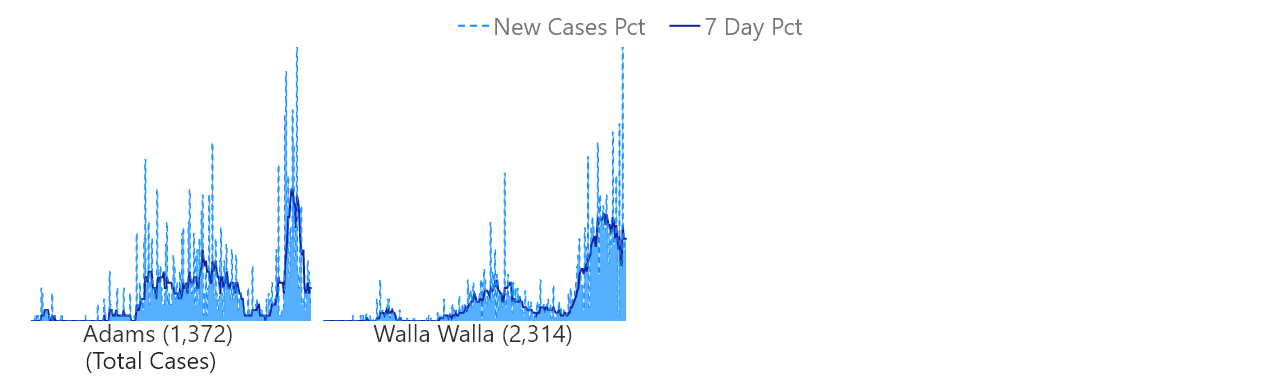 New Cases Pct 7 Day Pct
Adams (1,372) Walla Walla (2,314)
(Total Cases)